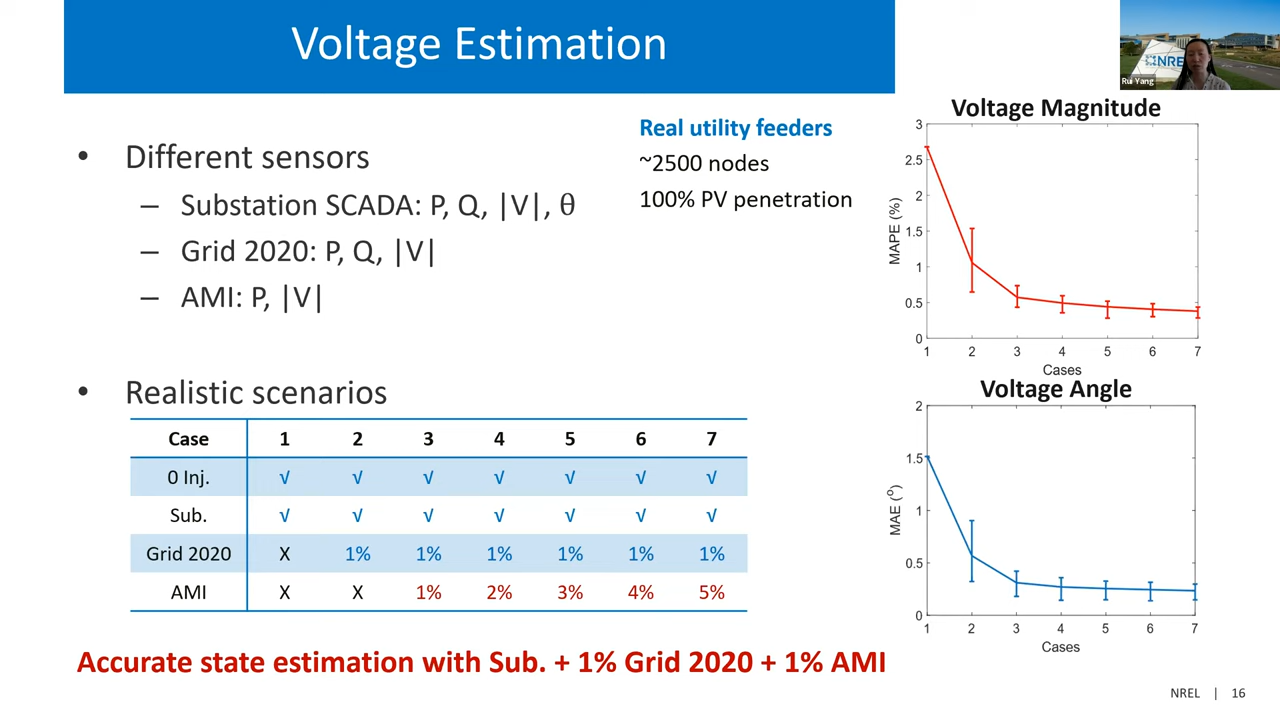 Voltage Estimation
NREL
Rui Yang
• Different sensors
– Substation SCADA: P, Q, |V|, θ
– Grid 2020: P, Q, |V|
– AMI: P, |V|
Real utility feeders
~2500 nodes
100% PV penetration
Voltage Magnitude
3
2.5
2
1.5
1
0.5
0
MAPE (%)
1 2 3 4 5 6 7
Cases
Voltage Angle
2
1.5
1
0.5
0
MAE (°)
1 2 3 4 5 6 7
Cases
• Realistic scenarios
Case 1 2 3 4 5 6 7
0 Inj. √ √ √ √ √ √ √
Sub. √ √ √ √ √ √ √
Grid 2020 X 1% 1% 1% 1% 1% 1%
AMI X X 1% 2% 3% 4% 5%
Accurate state estimation with Sub. + 1% Grid 2020 + 1% AMI
NREL | 16